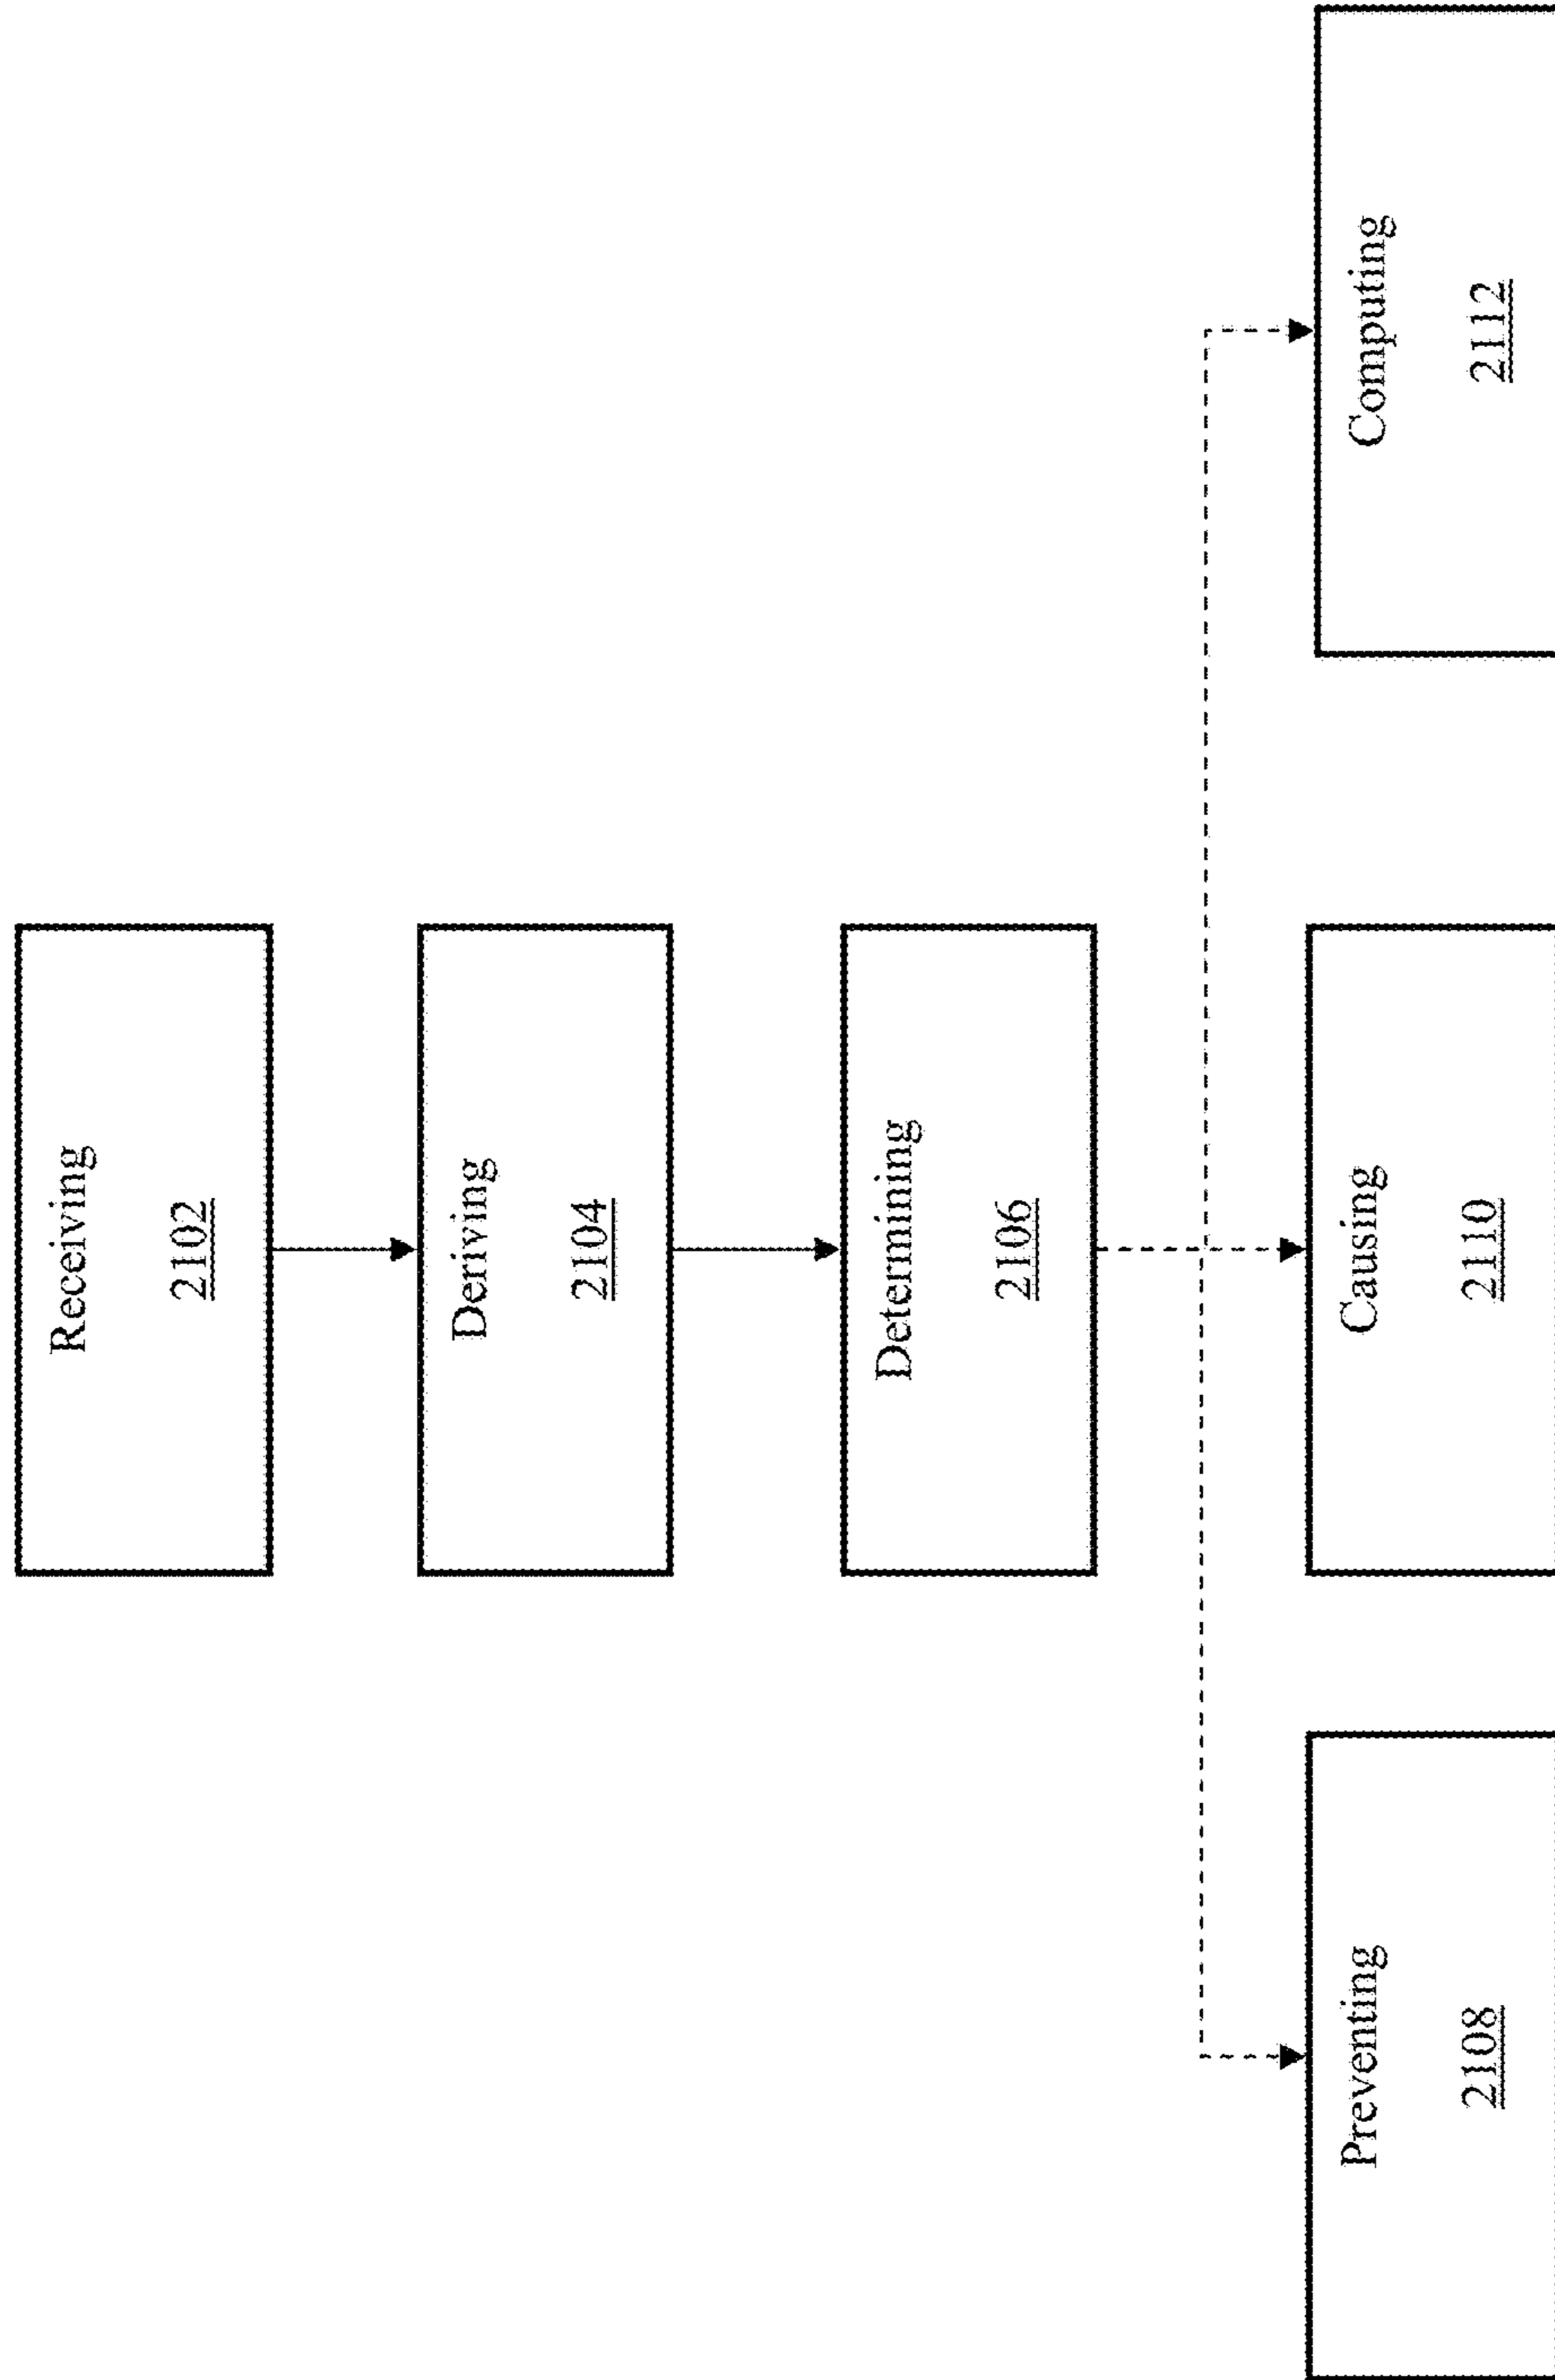 Receiving
2102
Deriving
2104
Determining
2106
Preventing
2108
Causing
2110
Computing
2112